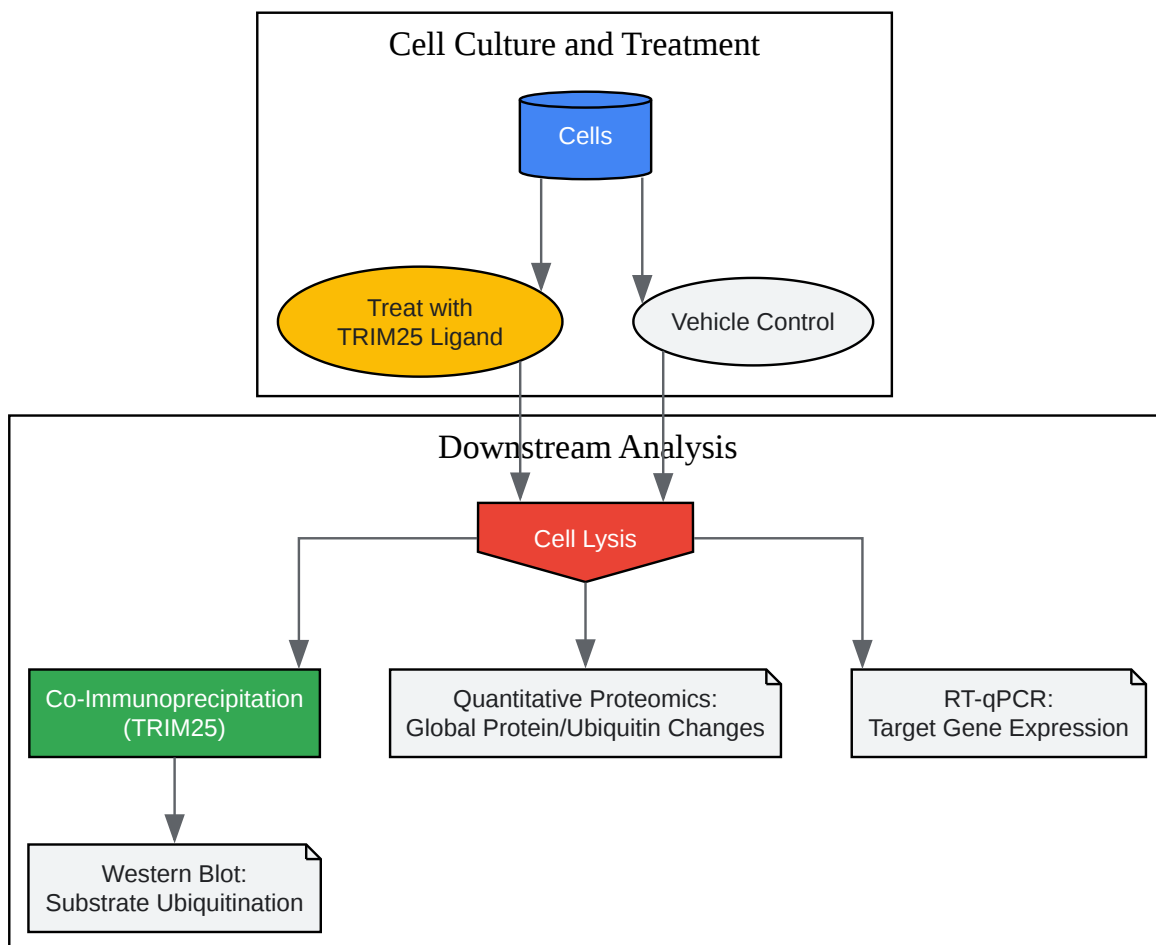 Cell Culture and Treatment
Cells
Treat with
TRIM25 Ligand
Vehicle Control
Downstream Analysis
Cell Lysis
Co-Immunoprecipitation
(TRIM25)
Quantitative Proteomics:
Global Protein/Ubiquitin Changes
RT-qPCR:
Target Gene Expression
Western Blot:
Substrate Ubiquitination